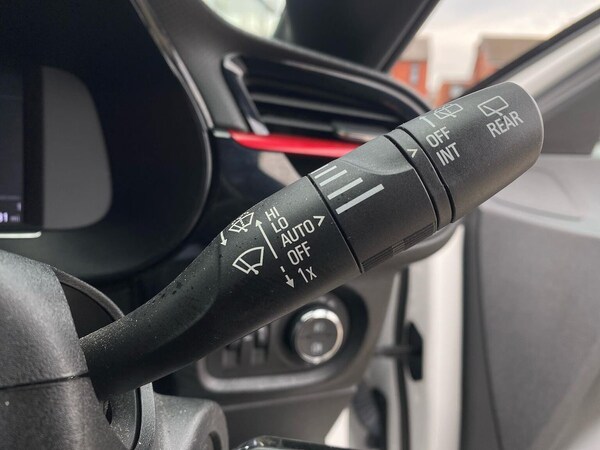 HI
LO
AUTO >
OFF
1x
>
OFF
INT
REAR